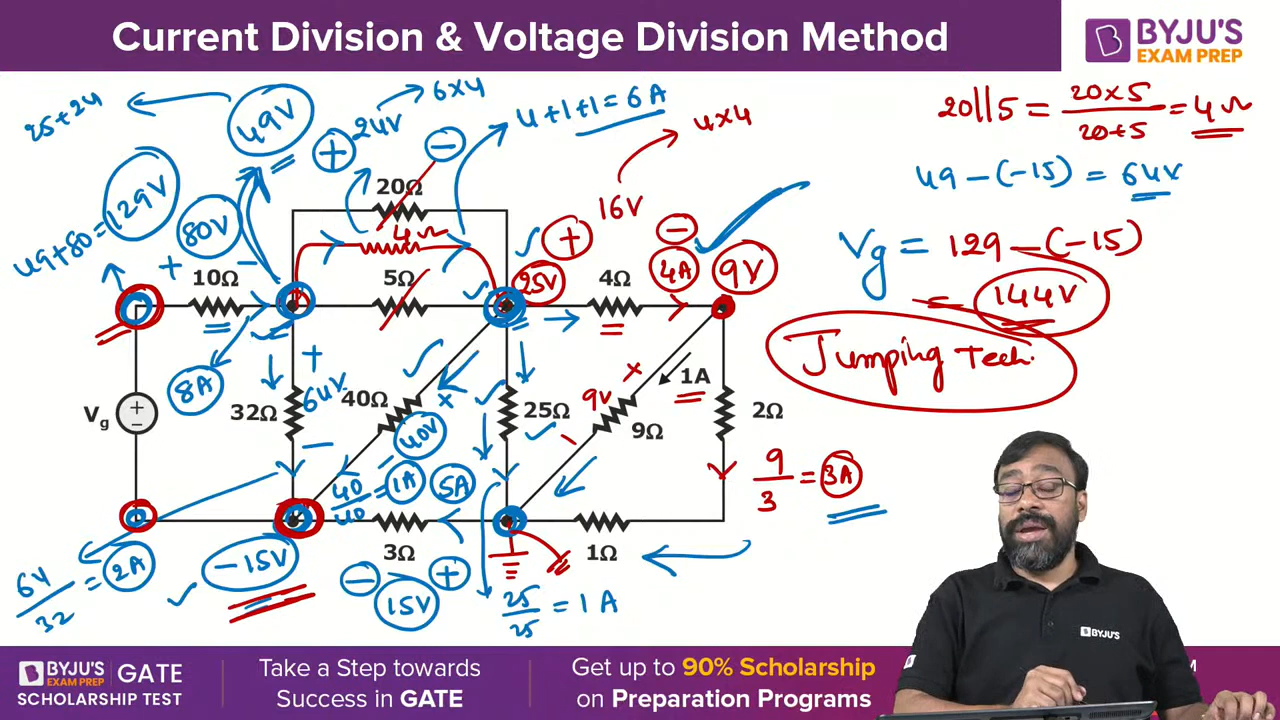 Current Division & Voltage Division Method
BYJU'S
EXAM PREP
25+24
49V
24V
6×4
4+1+1=6A
4×4
20||5 = 20×5 / 20+5 = 4Ω
49-(-15) = 64V
49+80=129V
80V
+
-
+
-
20Ω
16V
4Ω
+
-
25V
4A
9V
Vg = 129-(-15)
= 144V
10Ω
5Ω
4Ω
Jumping Tech.
8A
+
64V
-
32Ω
40Ω
+
40V
-
25Ω
9V
+
-
1A
9Ω
2Ω
Vg
+
-
40/40 = 1A
5A
9/3 = 3A
64/32 = 2A
-15V
3Ω
- 15V +
1Ω
25/25 = 1A
BYJU'S
BYJU'S
EXAM PREP
GATE
SCHOLARSHIP TEST
Take a Step towards
Success in GATE
Get up to 90% Scholarship
on Preparation Programs